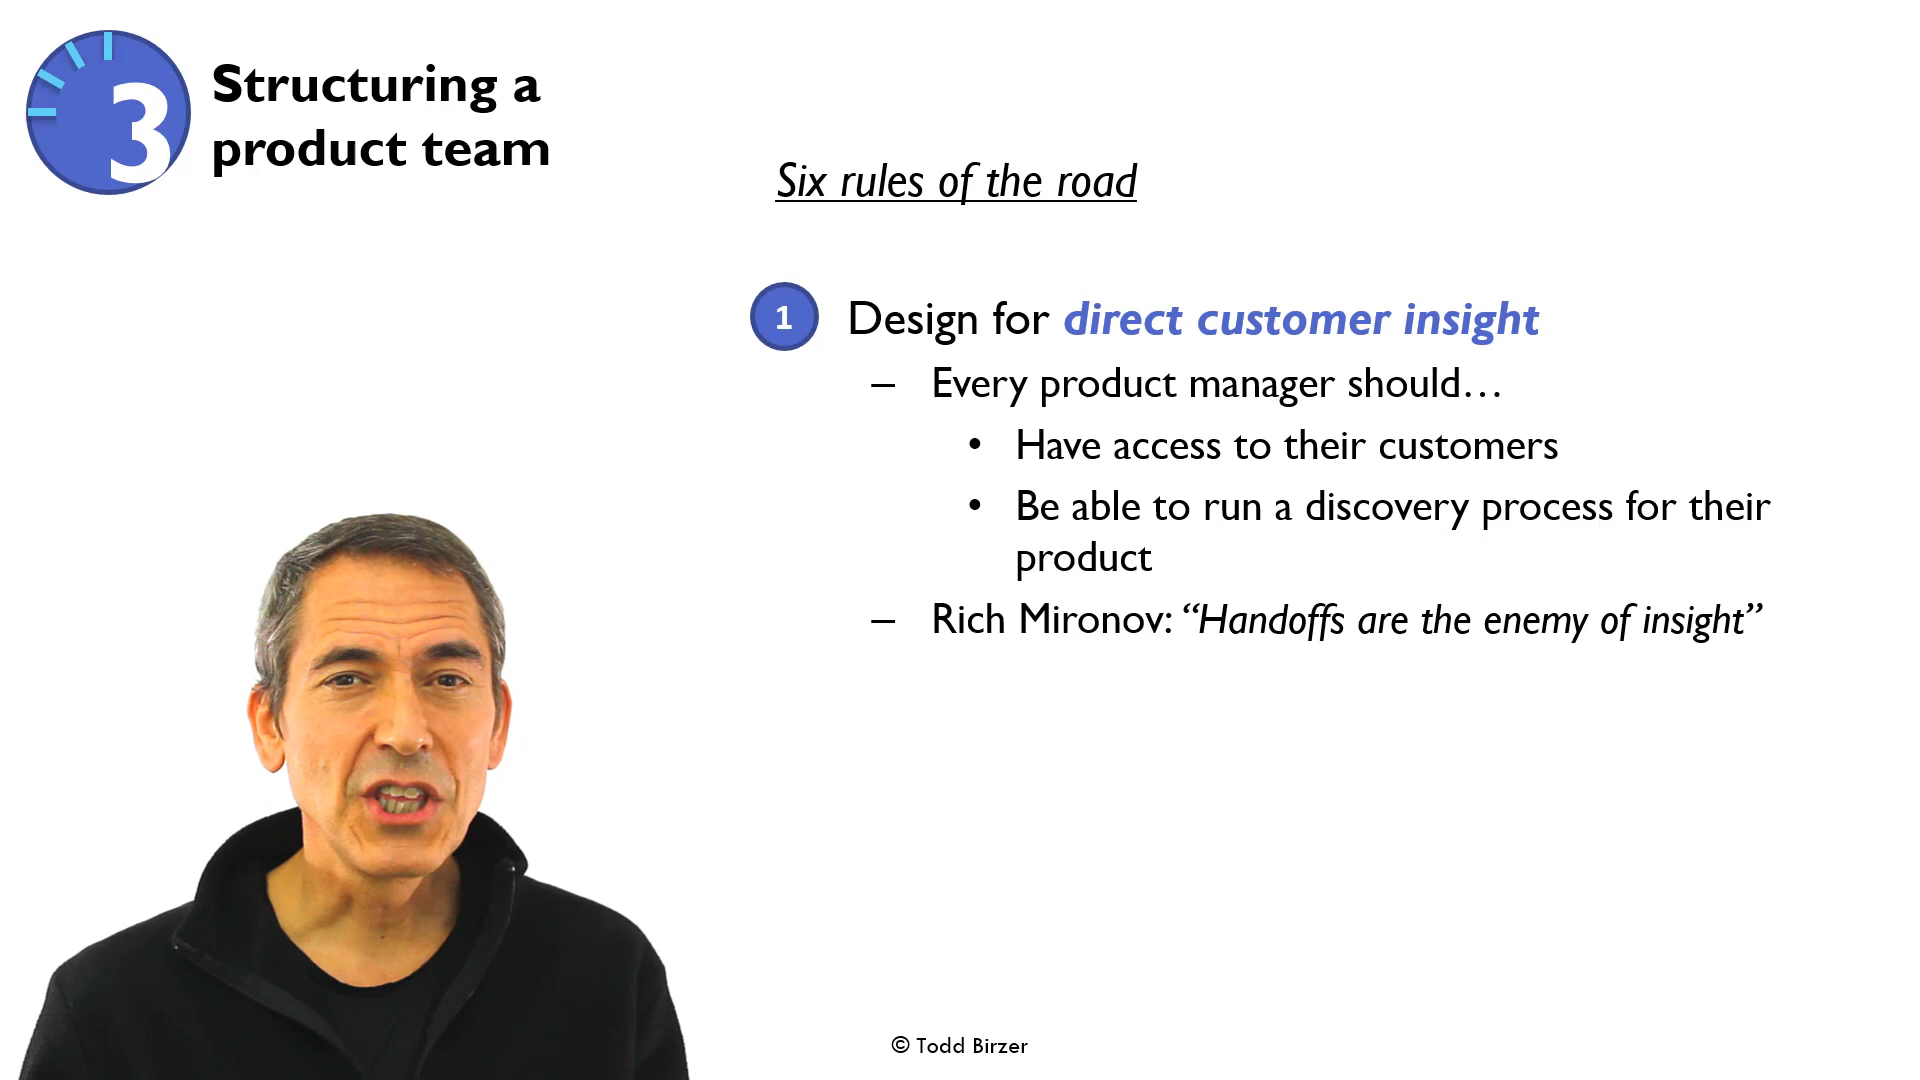 3
Structuring a
product team
Six rules of the road
1 Design for direct customer insight
– Every product manager should…
• Have access to their customers
• Be able to run a discovery process for their
product
– Rich Mironov: “Handoffs are the enemy of insight”
© Todd Birzer